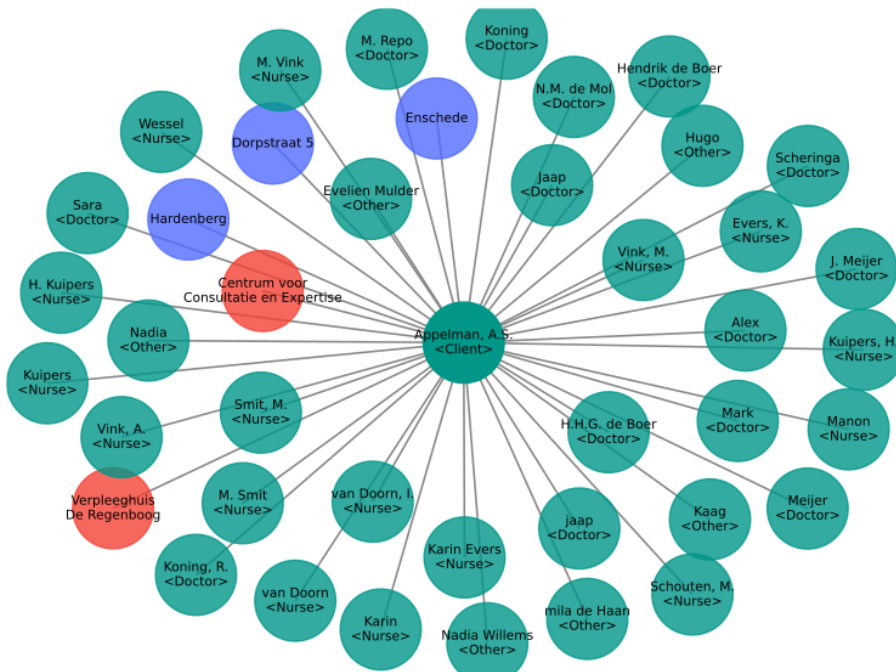 Koning
<Doctor>
M. Repo
<Doctor>
M. Vink
<Nurse>
Hendrik de Boer
<Doctor>
N.M. de Mol
<Doctor>
Enschede
Wessel
<Nurse>
Dorpstraat 5
Hugo
<Other>
Scheringa
<Doctor>
Jaap
<Doctor>
Evelien Mulder
<Other>
Sara
<Doctor>
Hardenberg
Evers, K.
<Nurse>
Vink, M.
<Nurse>
J. Meijer
<Doctor>
H. Kuipers
<Nurse>
Centrum voor
Consultatie en Expertise
Alex
<Doctor>
Nadia
<Other>
Appelman, A.S.
<Client>
Kuipers, H.
<Nurse>
Kuipers
<Nurse>
Smit, M.
<Nurse>
Mark
<Doctor>
Manon
<Nurse>
H.H.G. de Boer
<Doctor>
Vink, A.
<Nurse>
Verpleeghuis
De Regenboog
M. Smit
<Nurse>
van Doorn, I.
<Nurse>
Meijer
<Doctor>
Kaag
<Other>
jaap
<Doctor>
Karin Evers
<Nurse>
Koning, R.
<Doctor>
van Doorn
<Nurse>
Schouten, M.
<Nurse>
mila de Haan
<Other>
Karin
<Nurse>
Nadia Willems
<Other>